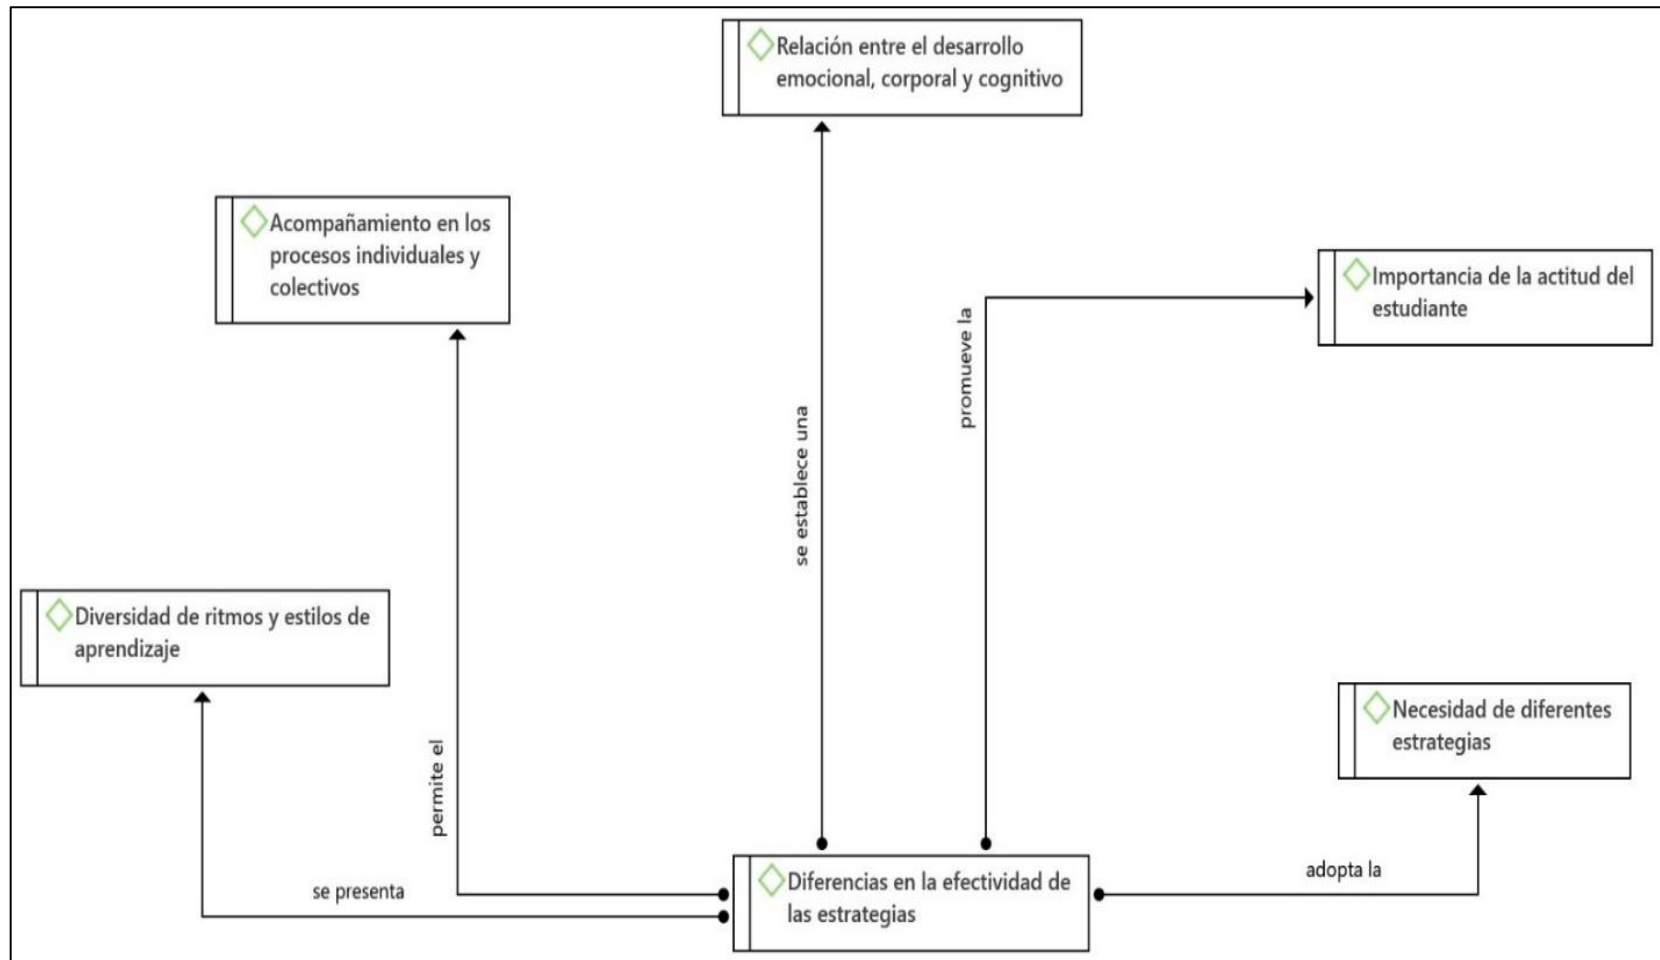 Relación entre el desarrollo
emocional, corporal y cognitivo
Acompañamiento en los
procesos individuales y
colectivos
Importancia de la actitud del
estudiante
promueve la
se establece una
Diversidad de ritmos y estilos de
aprendizaje
Necesidad de diferentes
estrategias
permite el
se presenta
adopta la
Diferencias en la efectividad de
las estrategias